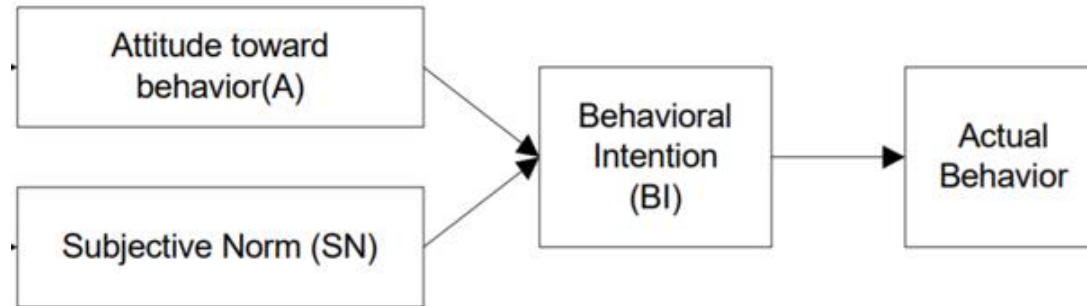 Attitude toward
behavior(A)
Subjective Norm (SN)
Behavioral
Intention
(BI)
Actual
Behavior